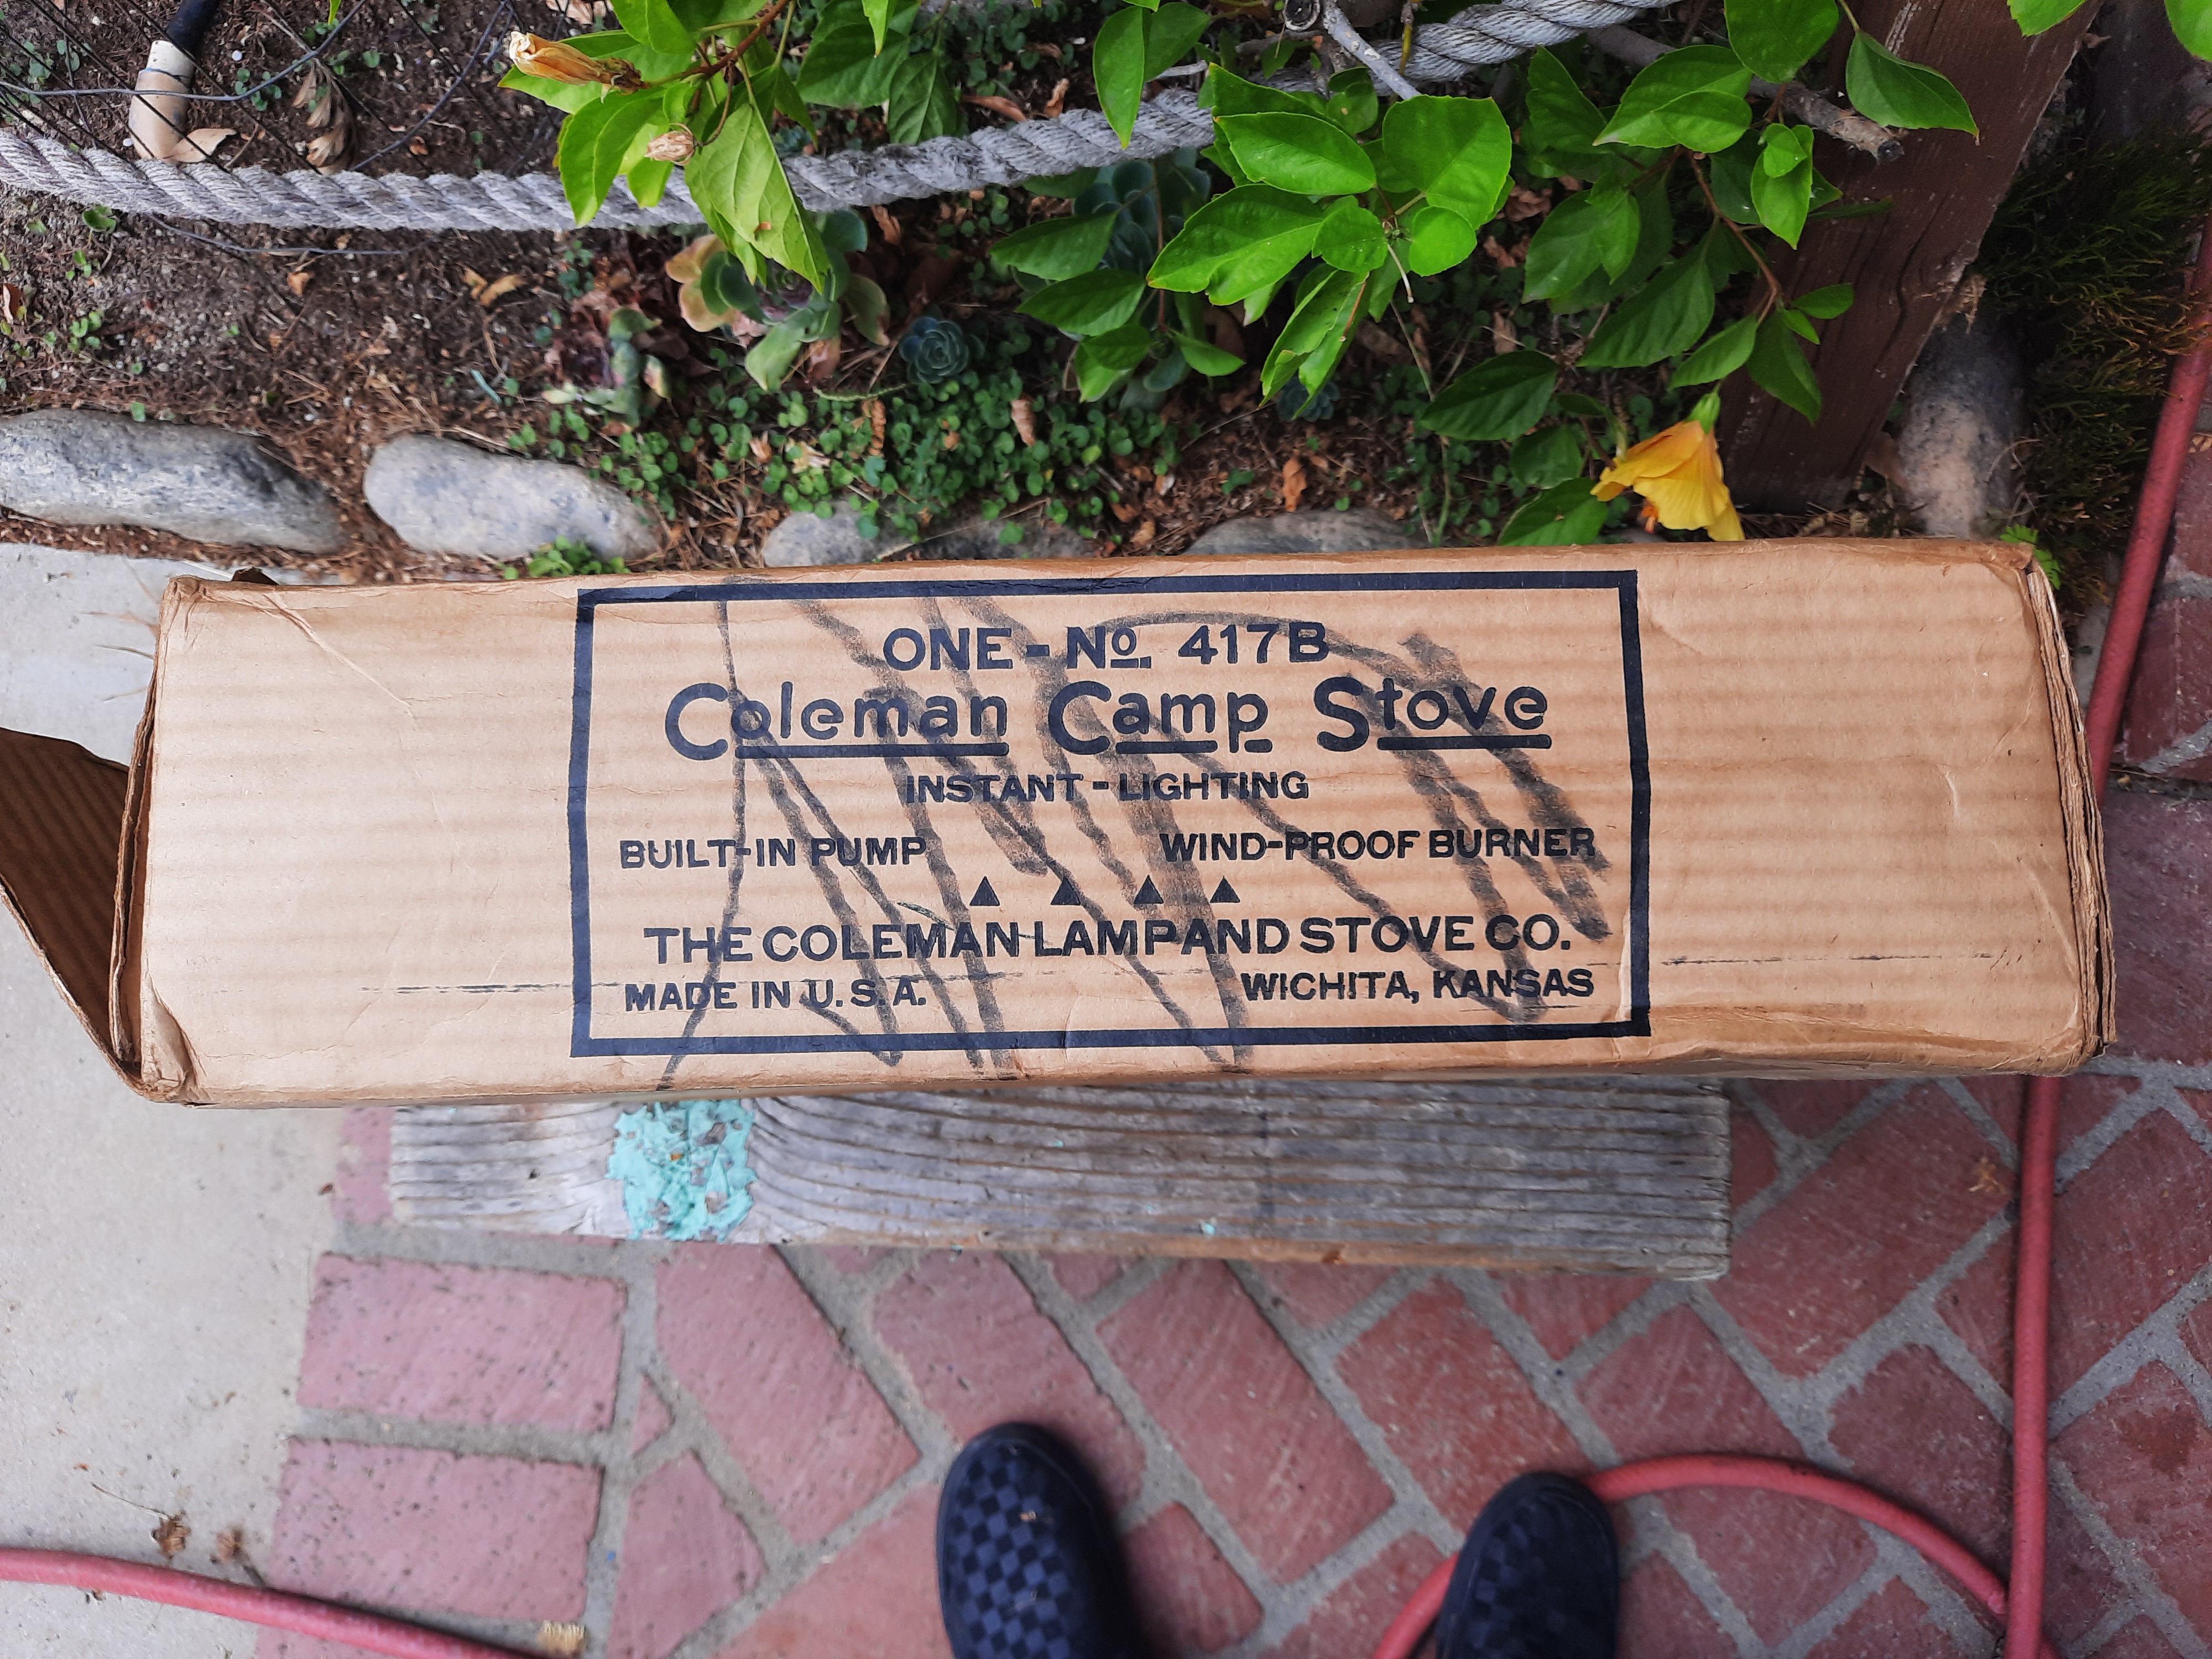 ONE - No. 417B
Coleman Camp Stove
INSTANT - LIGHTING
BUILT-IN PUMP WIND-PROOF BURNER
THE COLEMAN LAMP AND STOVE CO.
MADE IN U.S.A. WICHITA, KANSAS